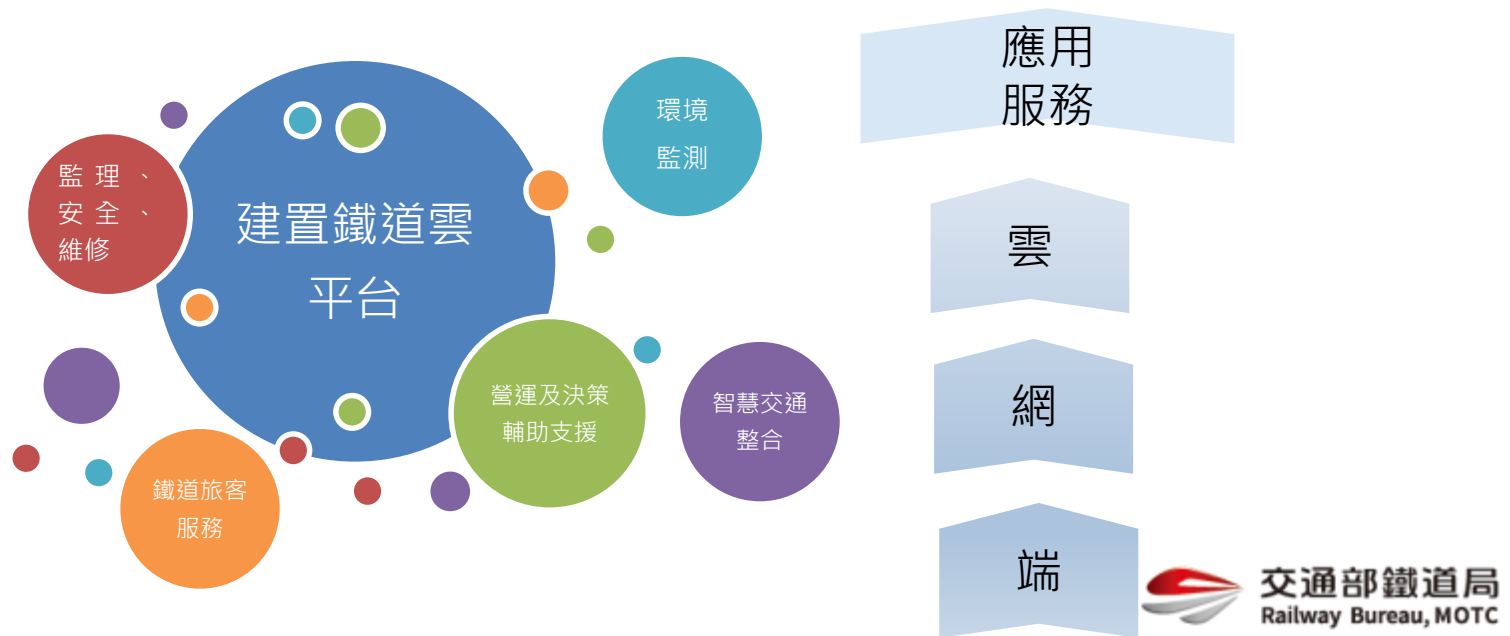 建置鐵道雲
平台
監理、
安全、
維修
環境
監測
營運及決策
輔助支援
智慧交通
整合
鐵道旅客
服務
應用
服務
雲
網
端
交通部鐵道局
Railway Bureau, MOTC